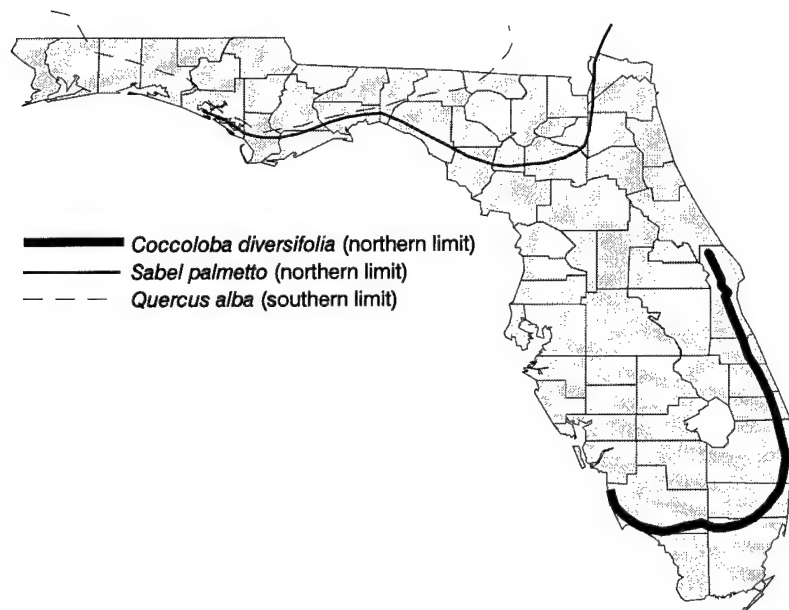 Coccoloba diversifolia (northern limit)
Sabel palmetto (northern limit)
Quercus alba (southern limit)